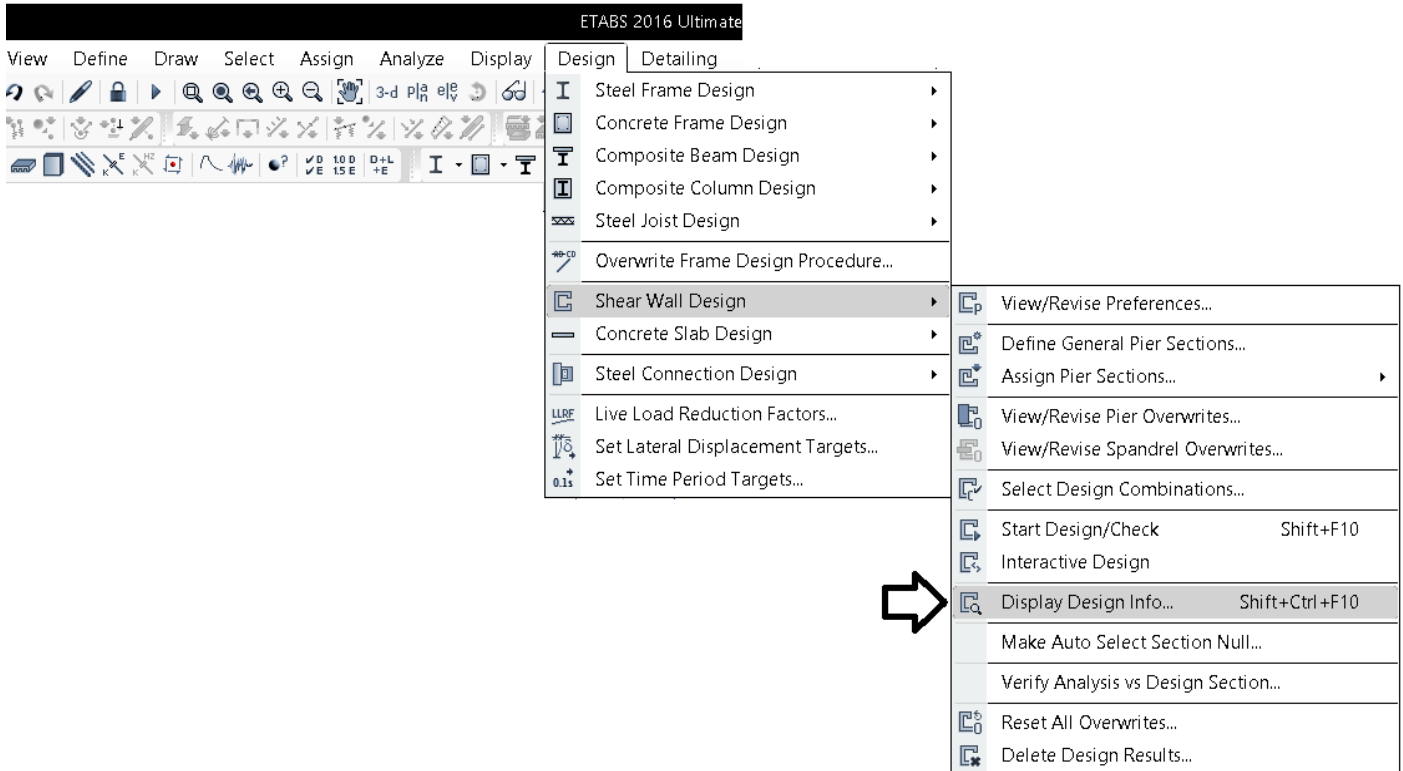 ETABS 2016 Ultimate
View Define Draw Select Assign Analyze Display Design Detailing
3-d
Steel Frame Design
Concrete Frame Design
Composite Beam Design
Composite Column Design
Steel Joist Design
Overwrite Frame Design Procedure...
Shear Wall Design
Concrete Slab Design
Steel Connection Design
LLRF Live Load Reduction Factors...
Set Lateral Displacement Targets...
0.1s Set Time Period Targets...
View/Revise Preferences...
Define General Pier Sections...
Assign Pier Sections...
View/Revise Pier Overwrites...
View/Revise Spandrel Overwrites...
Select Design Combinations...
Start Design/Check Shift+F10
Interactive Design
Display Design Info... Shift+Ctrl+F10
Make Auto Select Section Null...
Verify Analysis vs Design Section...
Reset All Overwrites...
Delete Design Results...